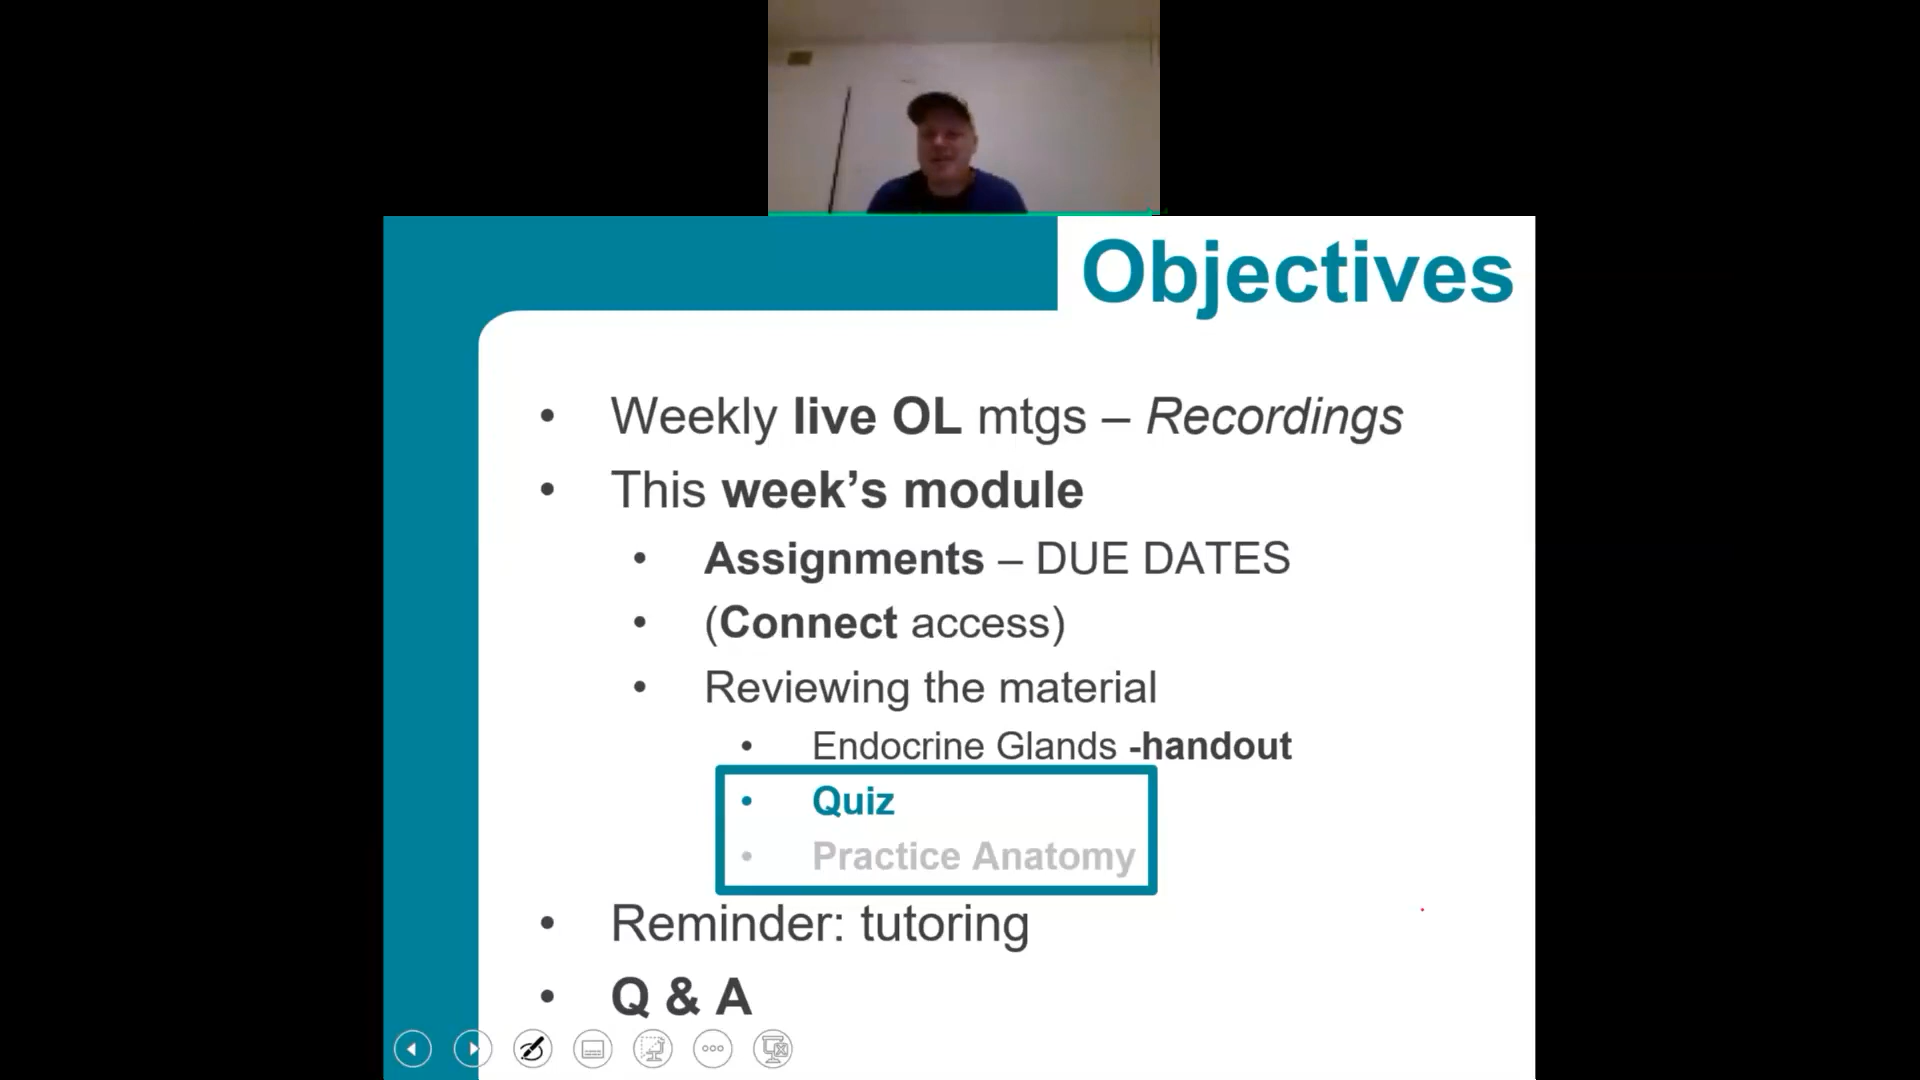 Objectives
• Weekly live OL mtgs – Recordings
• This week’s module
• Assignments – DUE DATES
• (Connect access)
• Reviewing the material
• Endocrine Glands -handout
• Quiz
• Practice Anatomy
• Reminder: tutoring
• Q & A